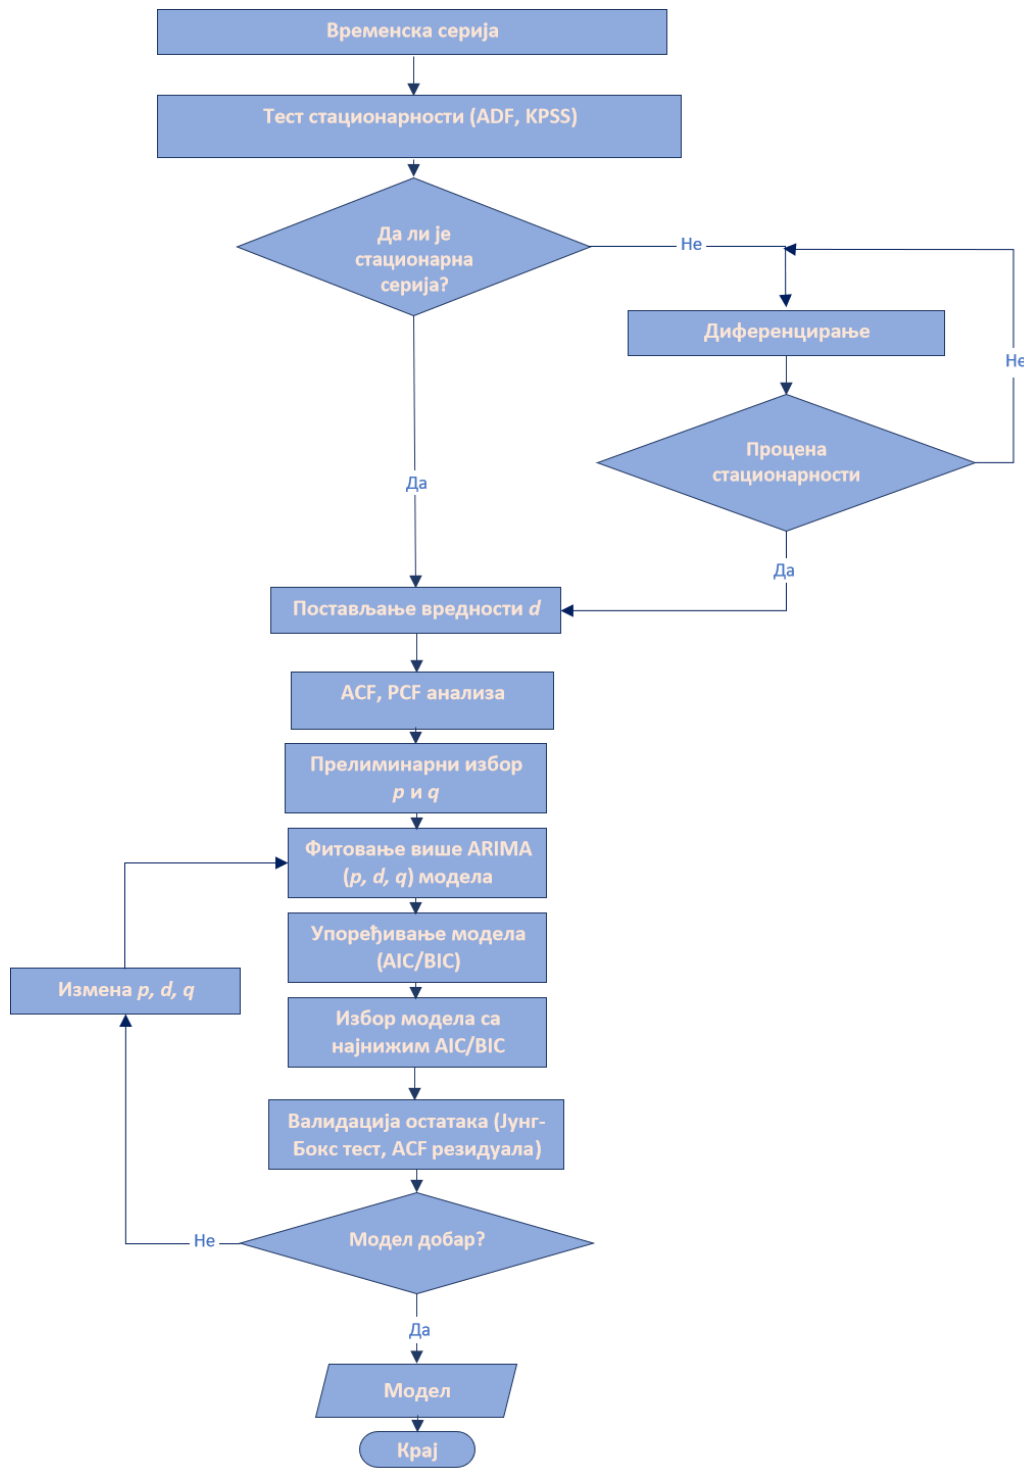 Временска серија
Тест стационарности (ADF, KPSS)
Да ли је
стационарна
серија?
Не
Диференцирање
Не
Процена
стационарности
Да
Да
Постављање вредности d
ACF, PCF анализа
Прелиминарни избор
p и q
Фитовање више ARIMA
(p, d, q) модела
Упоређивање модела
(AIC/BIC)
Измена p, d, q
Избор модела са
најнижим AIC/BIC
Валидација остатака (Јунг-
Бокс тест, ACF резидуала)
Модел добар?
Не
Да
Модел
Крај